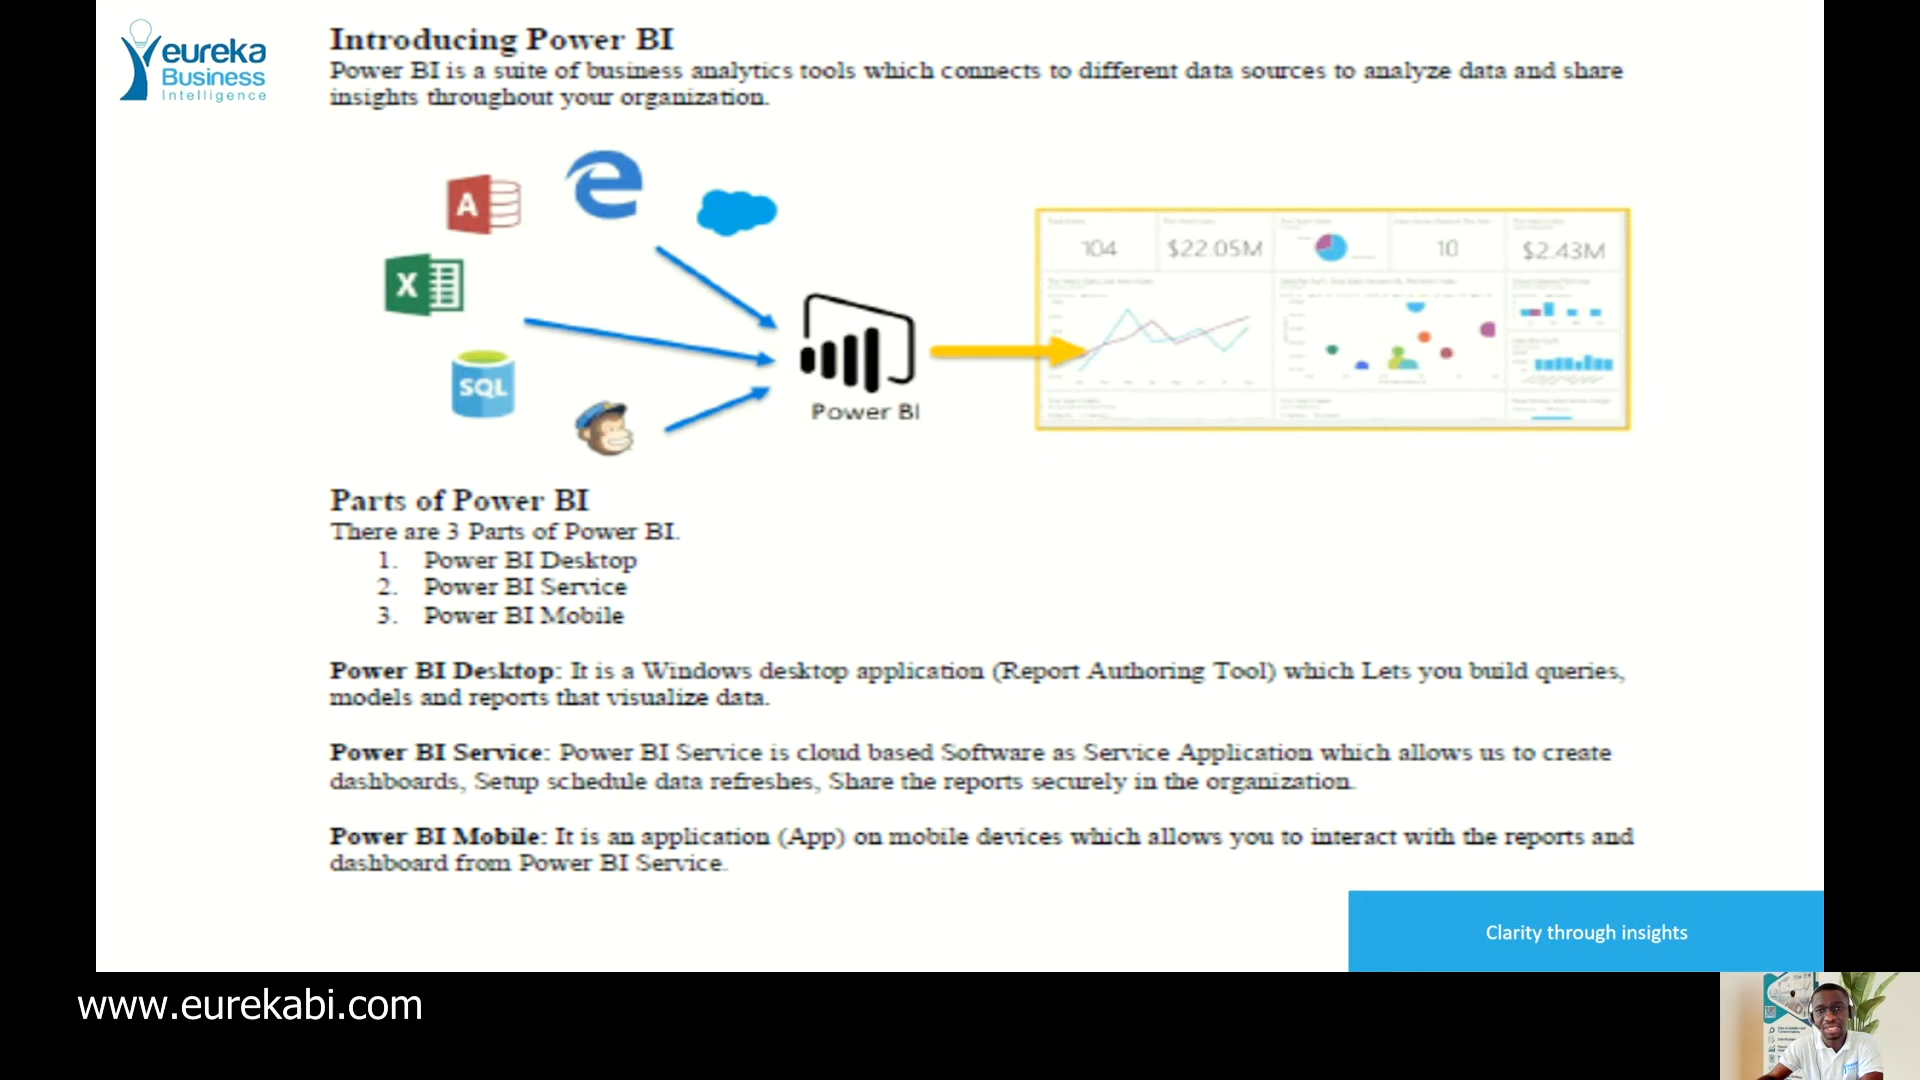 eureka
Business
Intelligence
Introducing Power BI
Power BI is a suite of business analytics tools which connects to different data sources to analyze data and share
insights throughout your organization.
A
X
SQL
Power BI
104
$22.05M
10
$2.43M
Parts of Power BI
There are 3 Parts of Power BI.
1. Power BI Desktop
2. Power BI Service
3. Power BI Mobile
Power BI Desktop: It is a Windows desktop application (Report Authoring Tool) which Lets you build queries,
models and reports that visualize data.
Power BI Service: Power BI Service is cloud based Software as Service Application which allows us to create
dashboards, Setup schedule data refreshes, Share the reports securely in the organization.
Power BI Mobile: It is an application (App) on mobile devices which allows you to interact with the reports and
dashboard from Power BI Service.
Clarity through insights
www.eurekabi.com